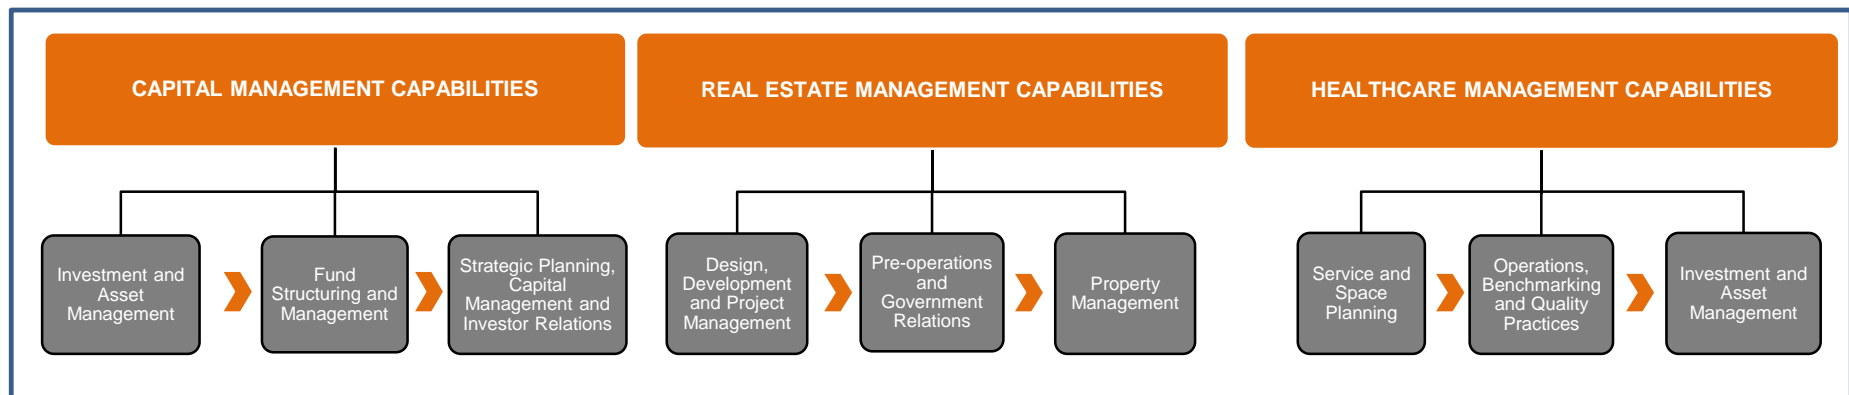 CAPITAL MANAGEMENT CAPABILITIES
Investment and
Asset
Management
Fund
Structuring and
Management
Strategic Planning,
Capital
Management and
Investor Relations
REAL ESTATE MANAGEMENT CAPABILITIES
Design,
Development
and Project
Management
Pre-operations
and
Government
Relations
Property
Management
HEALTHCARE MANAGEMENT CAPABILITIES
Service and
Space
Planning
Operations,
Benchmarking
and Quality
Practices
Investment and
Asset
Management